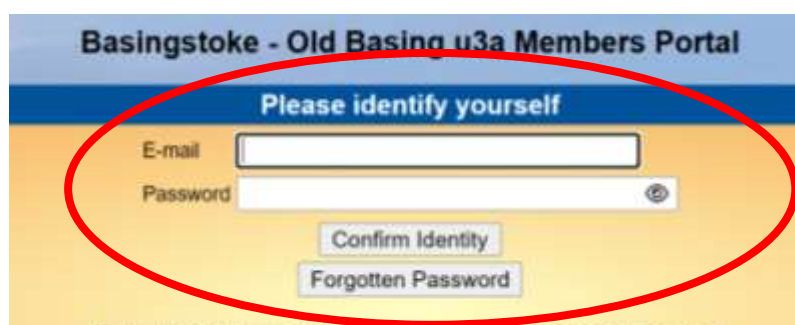 Basingstoke - Old Basing u3a Members Portal
Please identify yourself
E-mail
Password
Confirm Identity
Forgotten Password